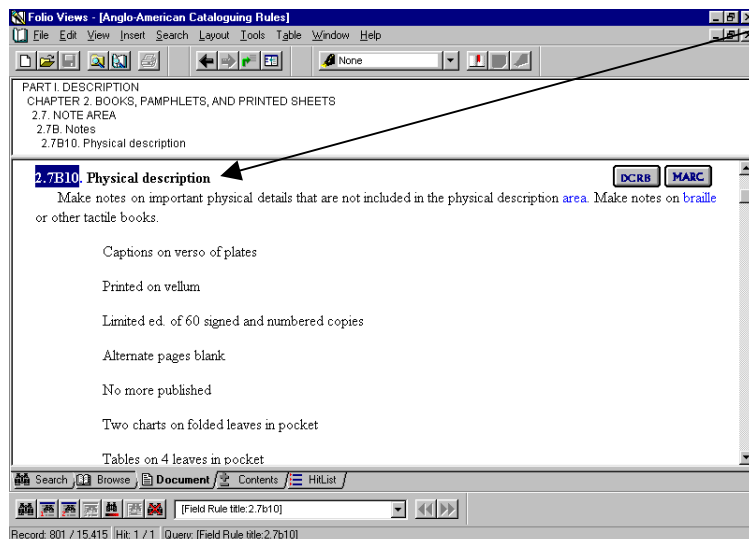 Folio Views - [Anglo-American Cataloguing Rules]
File Edit View Insert Search Layout Tools Table Window Help
None
PART I. DESCRIPTION
CHAPTER 2. BOOKS, PAMPHLETS, AND PRINTED SHEETS
2.7. NOTE AREA
2.7B. Notes
2.7B10. Physical description
2.7B10. Physical description DCRB MARC
Make notes on important physical details that are not included in the physical description area. Make notes on braille
or other tactile books.
Captions on verso of plates
Printed on vellum
Limited ed. of 60 signed and numbered copies
Alternate pages blank
No more published
Two charts on folded leaves in pocket
Tables on 4 leaves in pocket
Search Browse Document Contents HitList
[Field Rule title:2.7b10]
Record: 801 / 15,415 Hit: 1 / 1 Query: [Field Rule title:2.7b10]